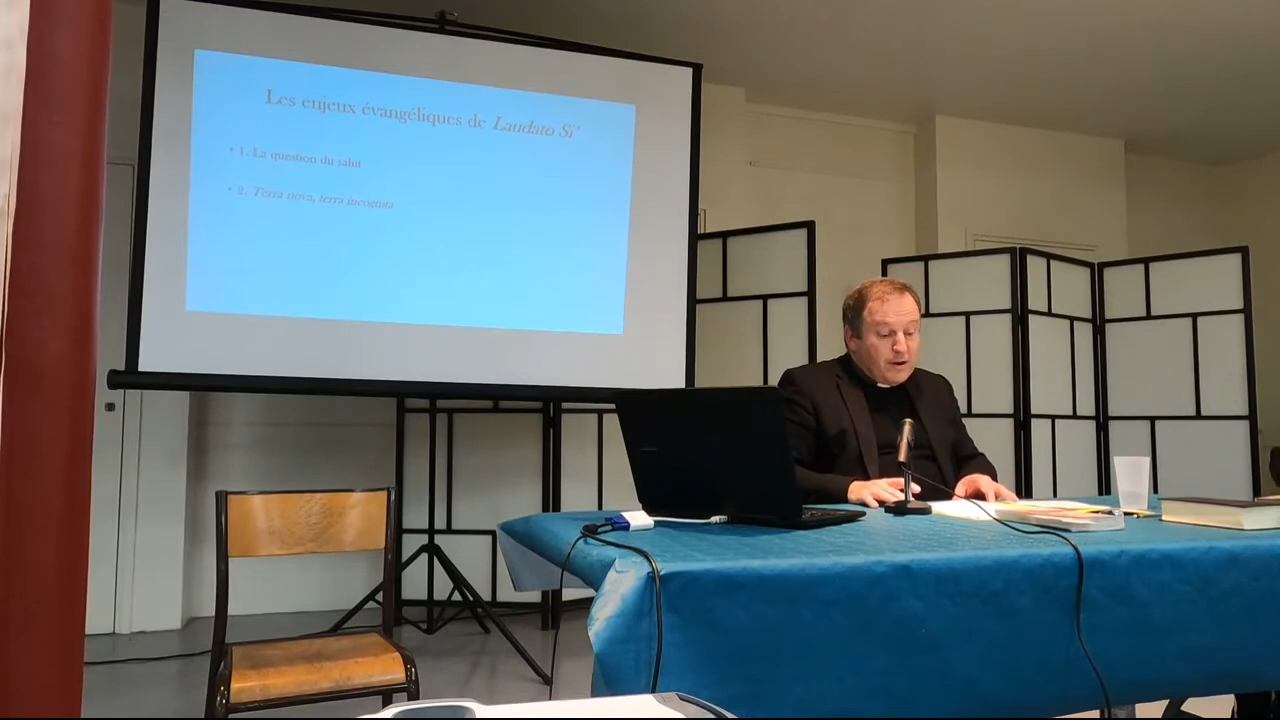 Les enjeux évangéliques de Laudato Si'
• 1. La question du salut
• 2. Terra nova, terra incognita